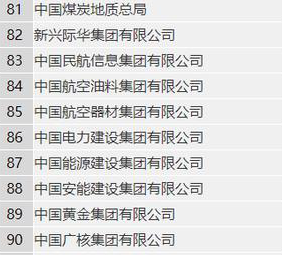 81 中国煤炭地质总局
82 新兴际华集团有限公司
83 中国民航信息集团有限公司
84 中国航空油料集团有限公司
85 中国航空器材集团有限公司
86 中国电力建设集团有限公司
87 中国能源建设集团有限公司
88 中国安能建设集团有限公司
89 中国黄金集团有限公司
90 中国广核集团有限公司